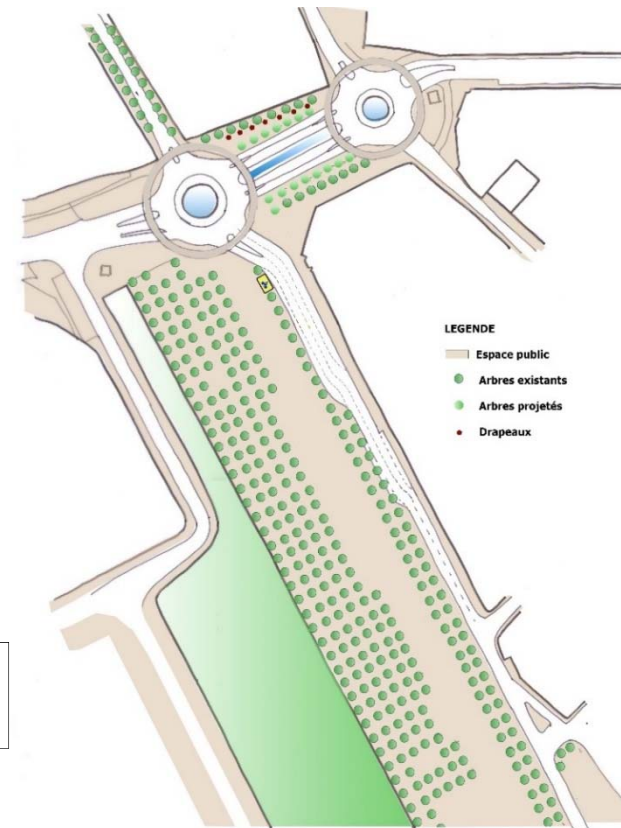 LEGENDE
Espace public
Arbres existants
Arbres projetés
Drapeaux